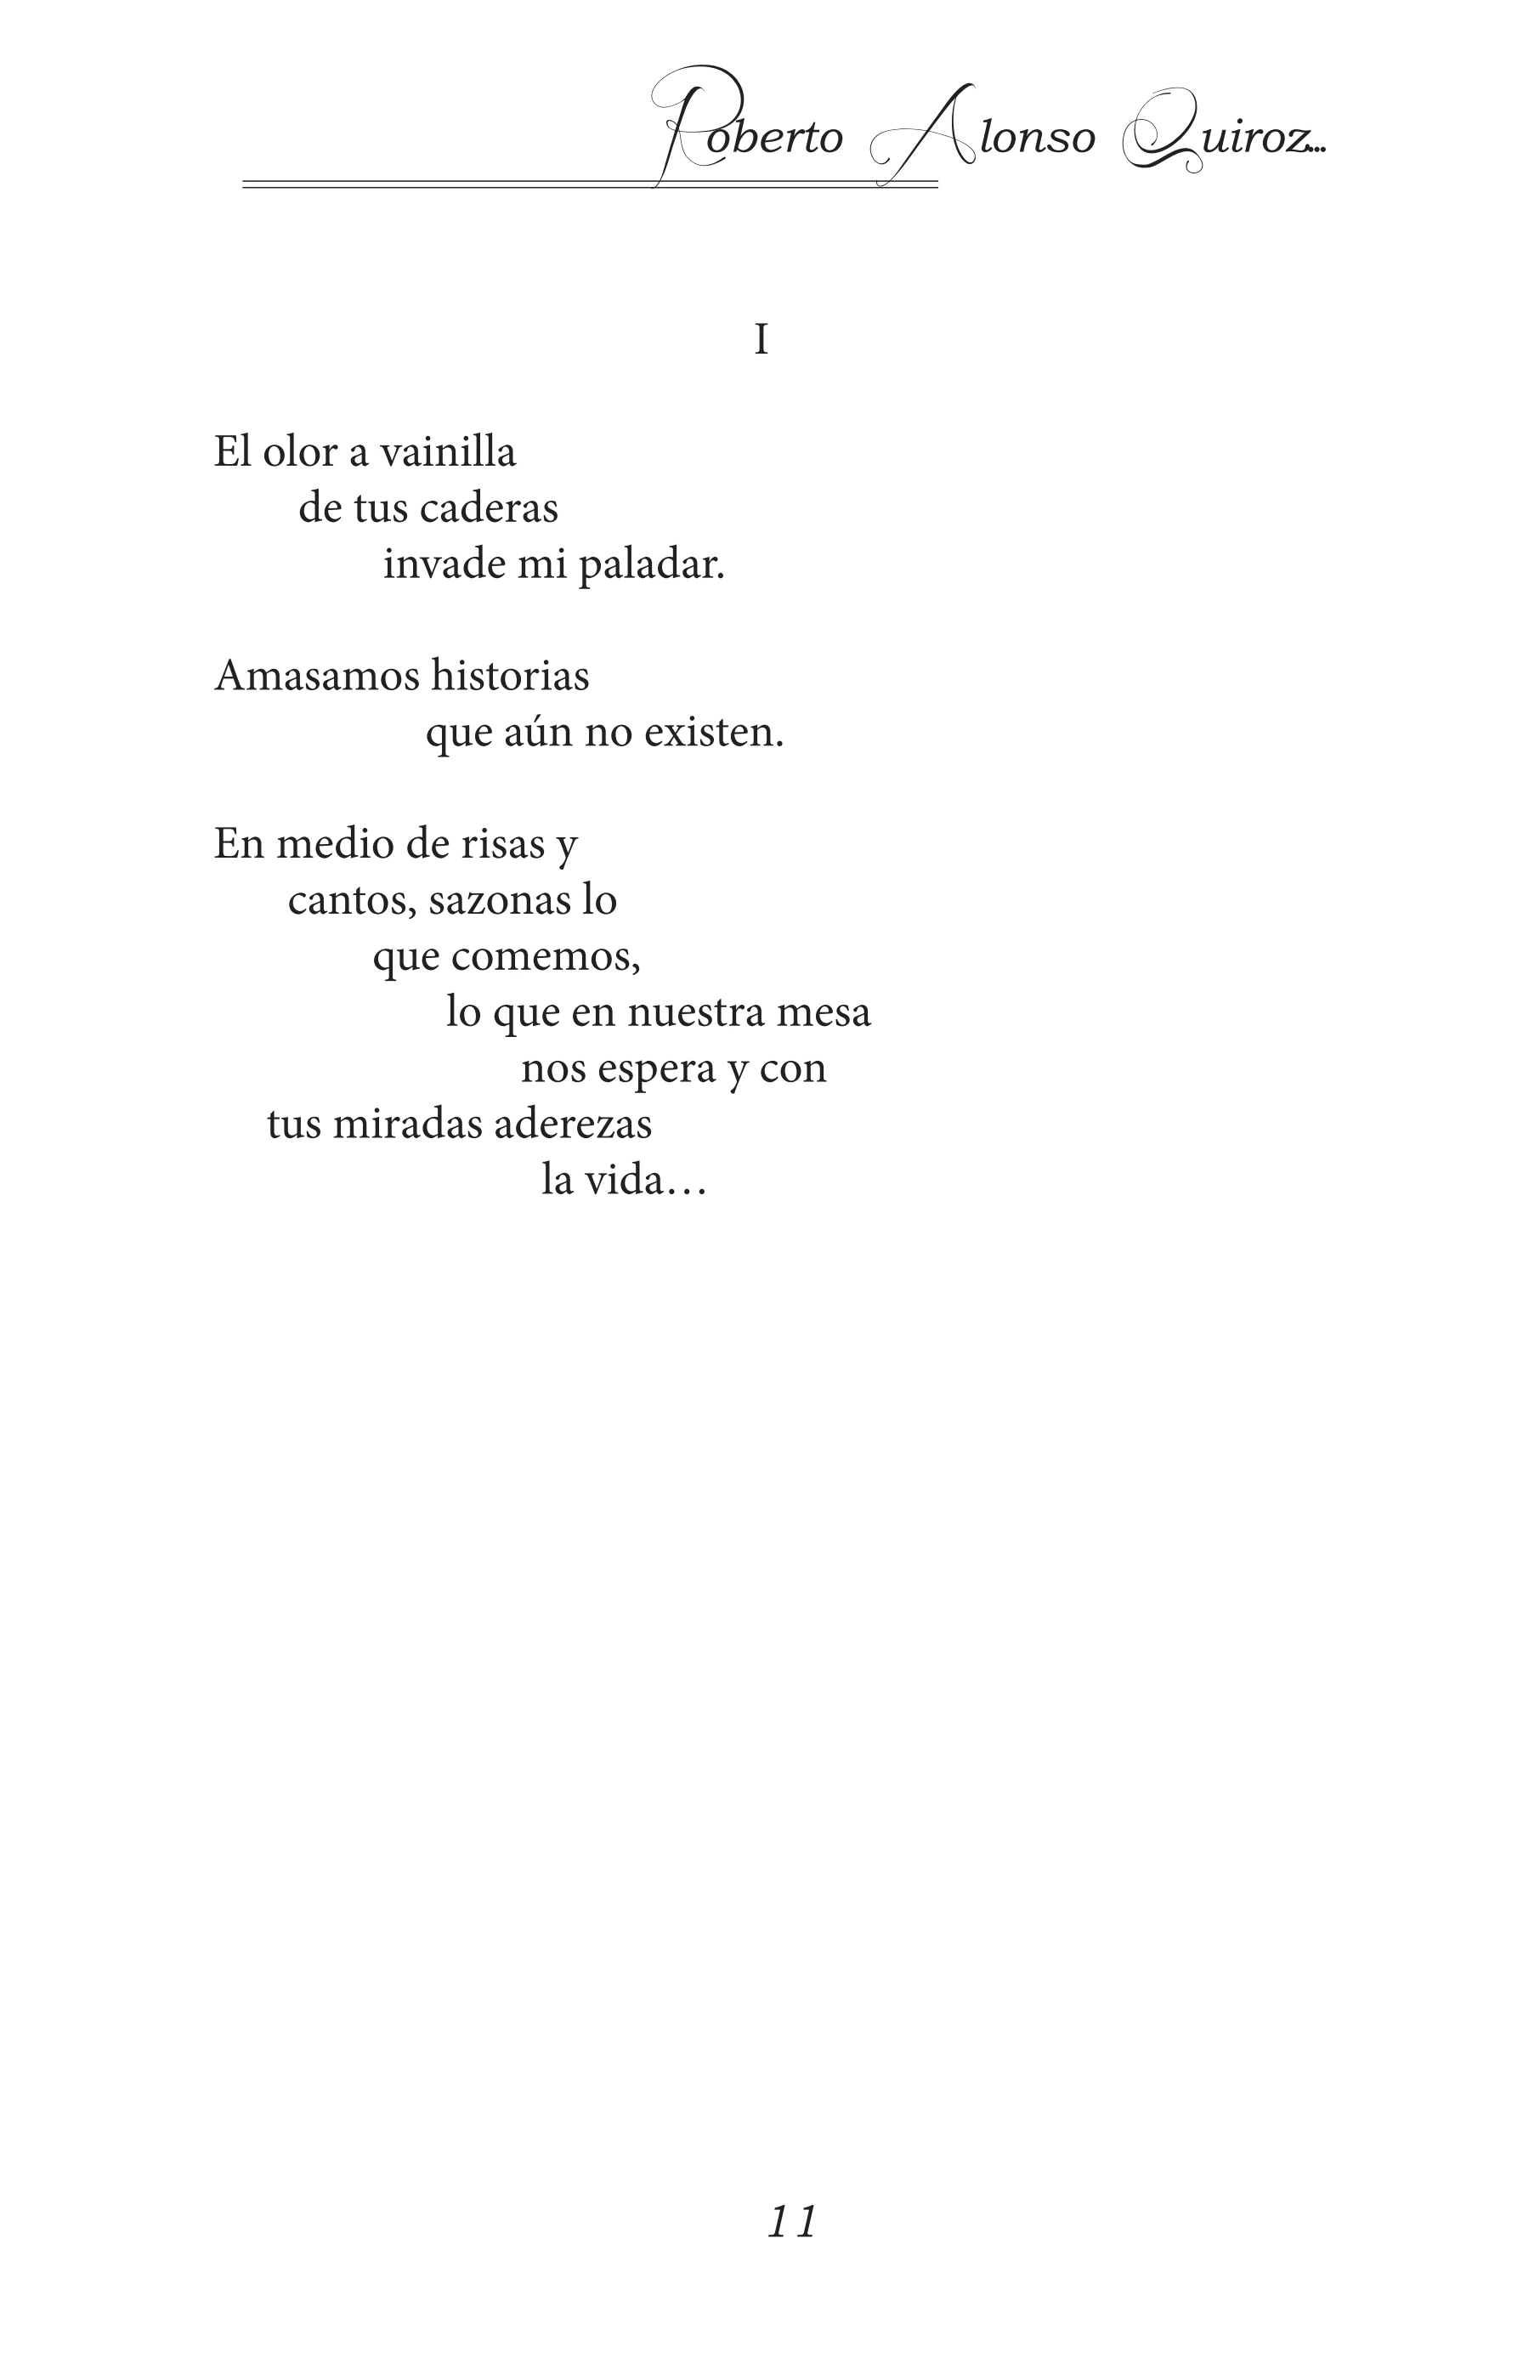 Roberto Alonso Quiroz...
I
El olor a vainilla
de tus caderas
invade mi paladar.
Amasamos historias
que aún no existen.
En medio de risas y
cantos, sazonas lo
que comemos,
lo que en nuestra mesa
nos espera y con
tus miradas aderezas
la vida…
11